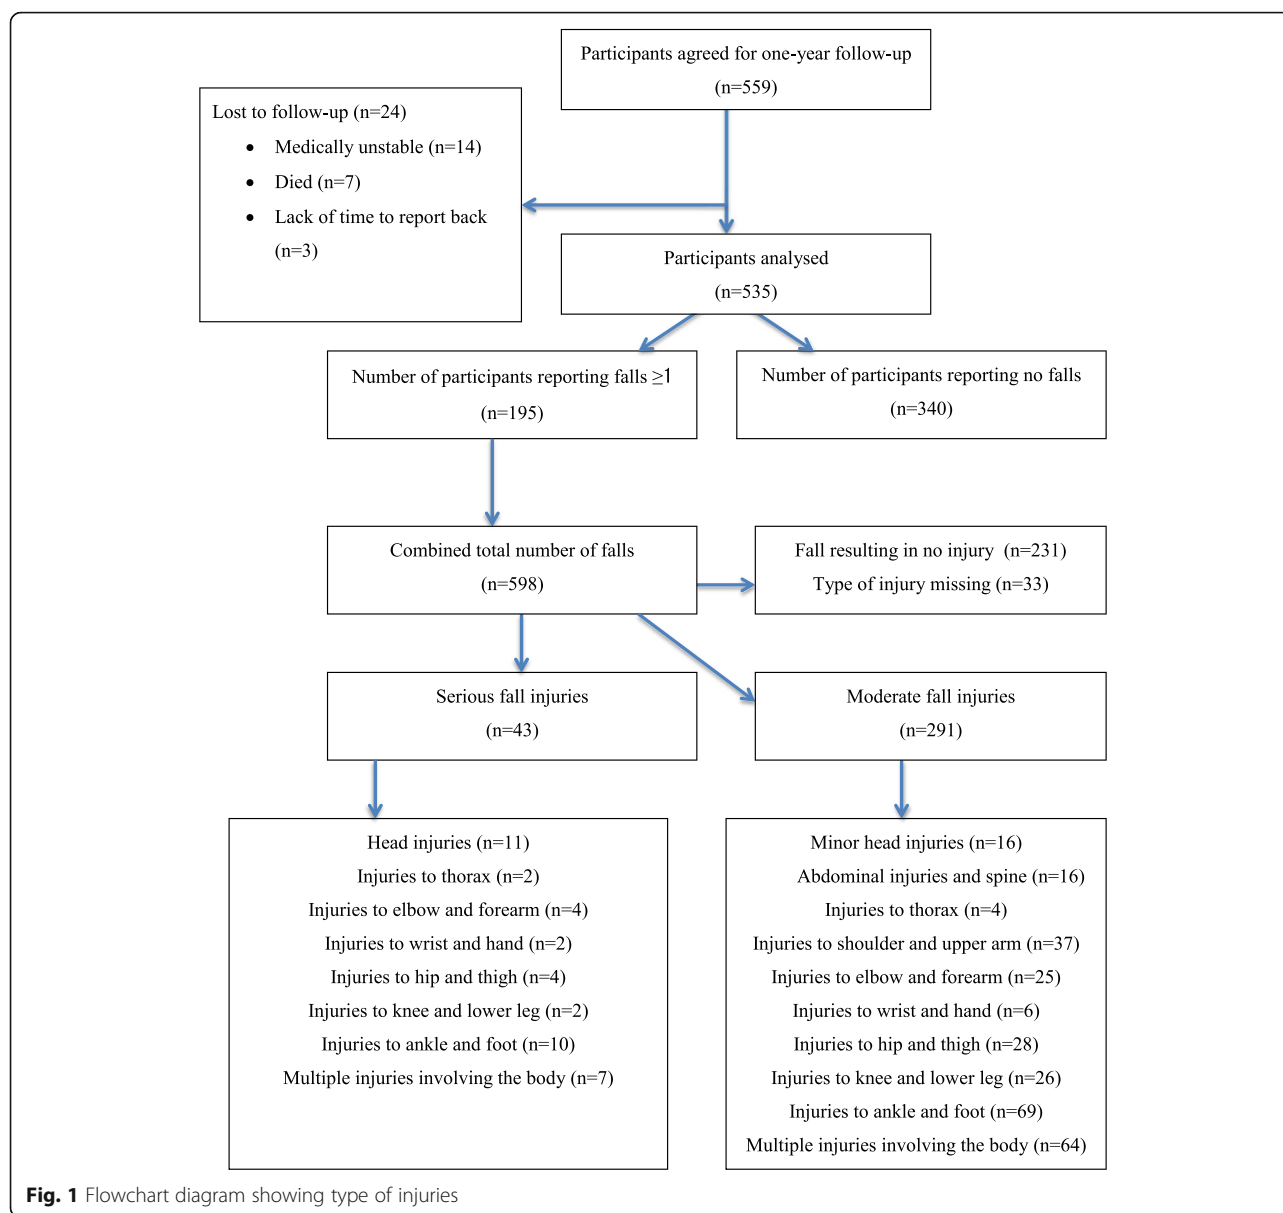 Participants agreed for one-year follow-up
(n=559)
Lost to follow-up (n=24)
• Medically unstable (n=14)
• Died (n=7)
• Lack of time to report back
(n=3)
Participants analysed
(n=535)
Number of participants reporting falls ≥1
(n=195)
Number of participants reporting no falls
(n=340)
Combined total number of falls
(n=598)
Fall resulting in no injury (n=231)
Type of injury missing (n=33)
Serious fall injuries
(n=43)
Moderate fall injuries
(n=291)
Head injuries (n=11)
Injuries to thorax (n=2)
Injuries to elbow and forearm (n=4)
Injuries to wrist and hand (n=2)
Injuries to hip and thigh (n=4)
Injuries to knee and lower leg (n=2)
Injuries to ankle and foot (n=10)
Multiple injuries involving the body (n=7)
Minor head injuries (n=16)
Abdominal injuries and spine (n=16)
Injuries to thorax (n=4)
Injuries to shoulder and upper arm (n=37)
Injuries to elbow and forearm (n=25)
Injuries to wrist and hand (n=6)
Injuries to hip and thigh (n=28)
Injuries to knee and lower leg (n=26)
Injuries to ankle and foot (n=69)
Multiple injuries involving the body (n=64)
Fig. 1 Flowchart diagram showing type of injuries